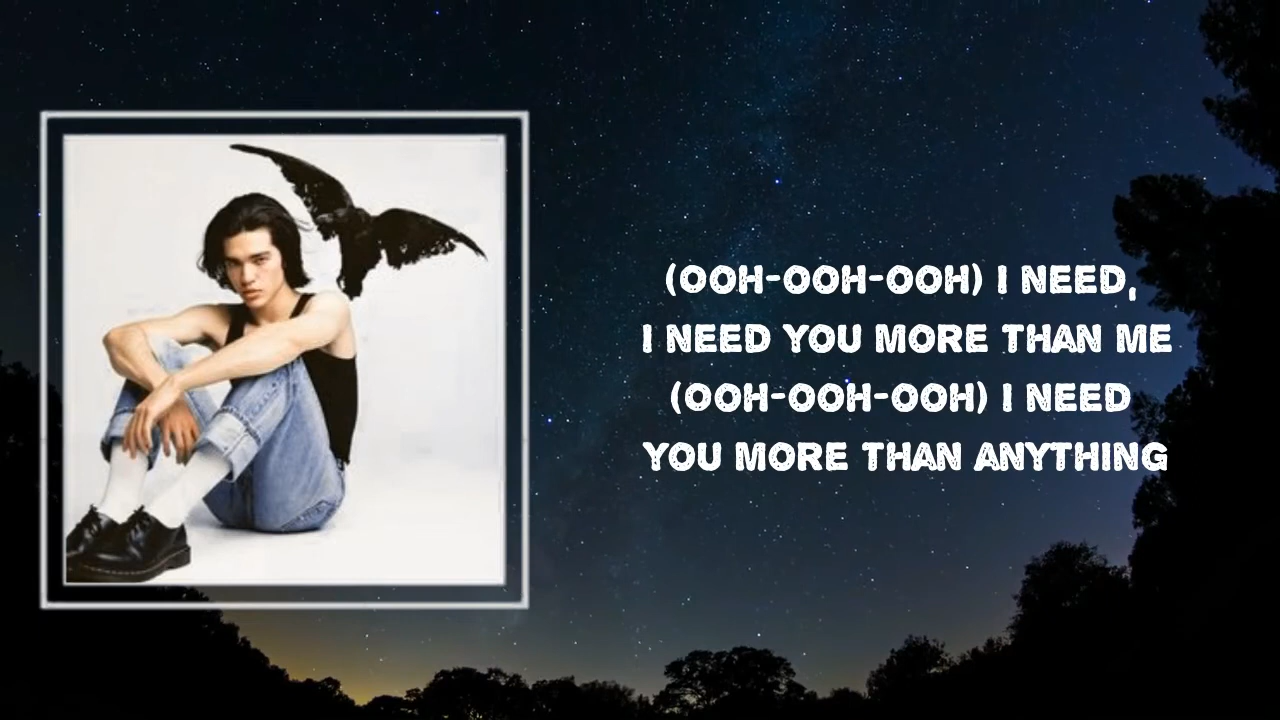 (OOH-OOH-OOH) I NEED,
I NEED YOU MORE THAN ME
(OOH-OOH-OOH) I NEED
YOU MORE THAN ANYTHING